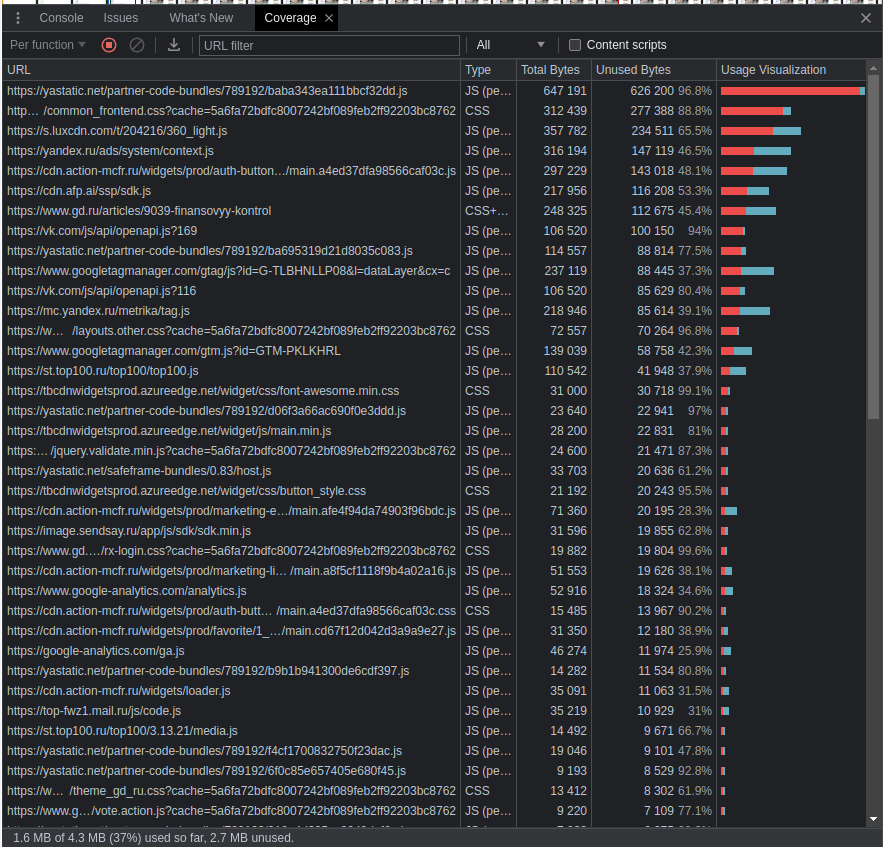 Console Issues What's New Coverage
Per function URL filter All Content scripts
URL Type Total Bytes Unused Bytes Usage Visualization
https://yastatic.net/partner-code-bundles/789192/baba343ea111bbcf32dd.js JS (pe… 647 191 626 200 96.8%
http… /common_frontend.css?cache=5a6fa72bdfc8007242bf089feb2ff92203bc8762 CSS 312 439 277 388 88.8%
https://s.luxcdn.com/t/204216/360_light.js JS (pe… 357 782 234 511 65.5%
https://yandex.ru/ads/system/context.js JS (pe… 316 194 147 119 46.5%
https://cdn.action-mcfr.ru/widgets/prod/auth-button…/main.a4ed37dfa98566caf03c.js JS (pe… 297 229 143 018 48.1%
https://cdn.afp.ai/ssp/sdk.js JS (pe… 217 956 116 208 53.3%
https://www.gd.ru/articles/9039-finansovyy-kontrol CSS+… 248 325 112 675 45.4%
https://vk.com/js/api/openapi.js?169 JS (pe… 106 520 100 150 94%
https://yastatic.net/partner-code-bundles/789192/ba695319d21d8035c083.js JS (pe… 114 557 88 814 77.5%
https://www.googletagmanager.com/gtag/js?id=G-TLBHNLLP08&l=dataLayer&cx=c JS (pe… 237 119 88 445 37.3%
https://vk.com/js/api/openapi.js?116 JS (pe… 106 520 85 629 80.4%
https://mc.yandex.ru/metrika/tag.js JS (pe… 218 946 85 614 39.1%
https://w… /layouts.other.css?cache=5a6fa72bdfc8007242bf089feb2ff92203bc8762 CSS 72 557 70 264 96.8%
https://www.googletagmanager.com/gtm.js?id=GTM-PKLKHRL JS (pe… 139 039 58 758 42.3%
https://st.top100.ru/top100/top100.js JS (pe… 110 542 41 948 37.9%
https://tbcdnwidgetsprod.azureedge.net/widget/css/font-awesome.min.css CSS 31 000 30 718 99.1%
https://yastatic.net/partner-code-bundles/789192/d06f3a66ac690f0e3ddd.js JS (pe… 23 640 22 941 97%
https://tbcdnwidgetsprod.azureedge.net/widget/js/main.min.js JS (pe… 28 200 22 831 81%
https:… /jquery.validate.min.js?cache=5a6fa72bdfc8007242bf089feb2ff92203bc8762 JS (pe… 24 600 21 471 87.3%
https://yastatic.net/safeframe-bundles/0.83/host.js JS (pe… 33 703 20 636 61.2%
https://tbcdnwidgetsprod.azureedge.net/widget/css/button_style.css CSS 21 192 20 243 95.5%
https://cdn.action-mcfr.ru/widgets/prod/marketing-e…/main.afe4f94da74903f96bdc.js JS (pe… 71 360 20 195 28.3%
https://image.sendsay.ru/app/js/sdk/sdk.min.js JS (pe… 31 596 19 855 62.8%
https://www.gd.…/rx-login.css?cache=5a6fa72bdfc8007242bf089feb2ff92203bc8762 CSS 19 882 19 804 99.6%
https://cdn.action-mcfr.ru/widgets/prod/marketing-li… /main.a8f5cf1118f9b4a02a16.js JS (pe… 51 553 19 626 38.1%
https://www.google-analytics.com/analytics.js JS (pe… 52 916 18 324 34.6%
https://cdn.action-mcfr.ru/widgets/prod/auth-butt… /main.a4ed37dfa98566caf03c.css CSS 15 485 13 967 90.2%
https://cdn.action-mcfr.ru/widgets/prod/favorite/1_…/main.cd67f12d042d3a9a9e27.js JS (pe… 31 350 12 180 38.9%
https://google-analytics.com/ga.js JS (pe… 46 274 11 974 25.9%
https://yastatic.net/partner-code-bundles/789192/b9b1b941300de6cdf397.js JS (pe… 14 282 11 534 80.8%
https://cdn.action-mcfr.ru/widgets/loader.js JS (pe… 35 091 11 063 31.5%
https://top-fwz1.mail.ru/js/code.js JS (pe… 35 219 10 929 31%
https://st.top100.ru/top100/3.13.21/media.js JS (pe… 14 492 9 671 66.7%
https://yastatic.net/partner-code-bundles/789192/f4cf1700832750f23dac.js JS (pe… 19 046 9 101 47.8%
https://yastatic.net/partner-code-bundles/789192/6f0c85e657405e680f45.js JS (pe… 9 193 8 529 92.8%
https://w… /theme_gd_ru.css?cache=5a6fa72bdfc8007242bf089feb2ff92203bc8762 CSS 13 412 8 302 61.9%
https://www.g…/vote.action.js?cache=5a6fa72bdfc8007242bf089feb2ff92203bc8762 JS (pe… 9 220 7 109 77.1%
1.6 MB of 4.3 MB (37%) used so far, 2.7 MB unused.